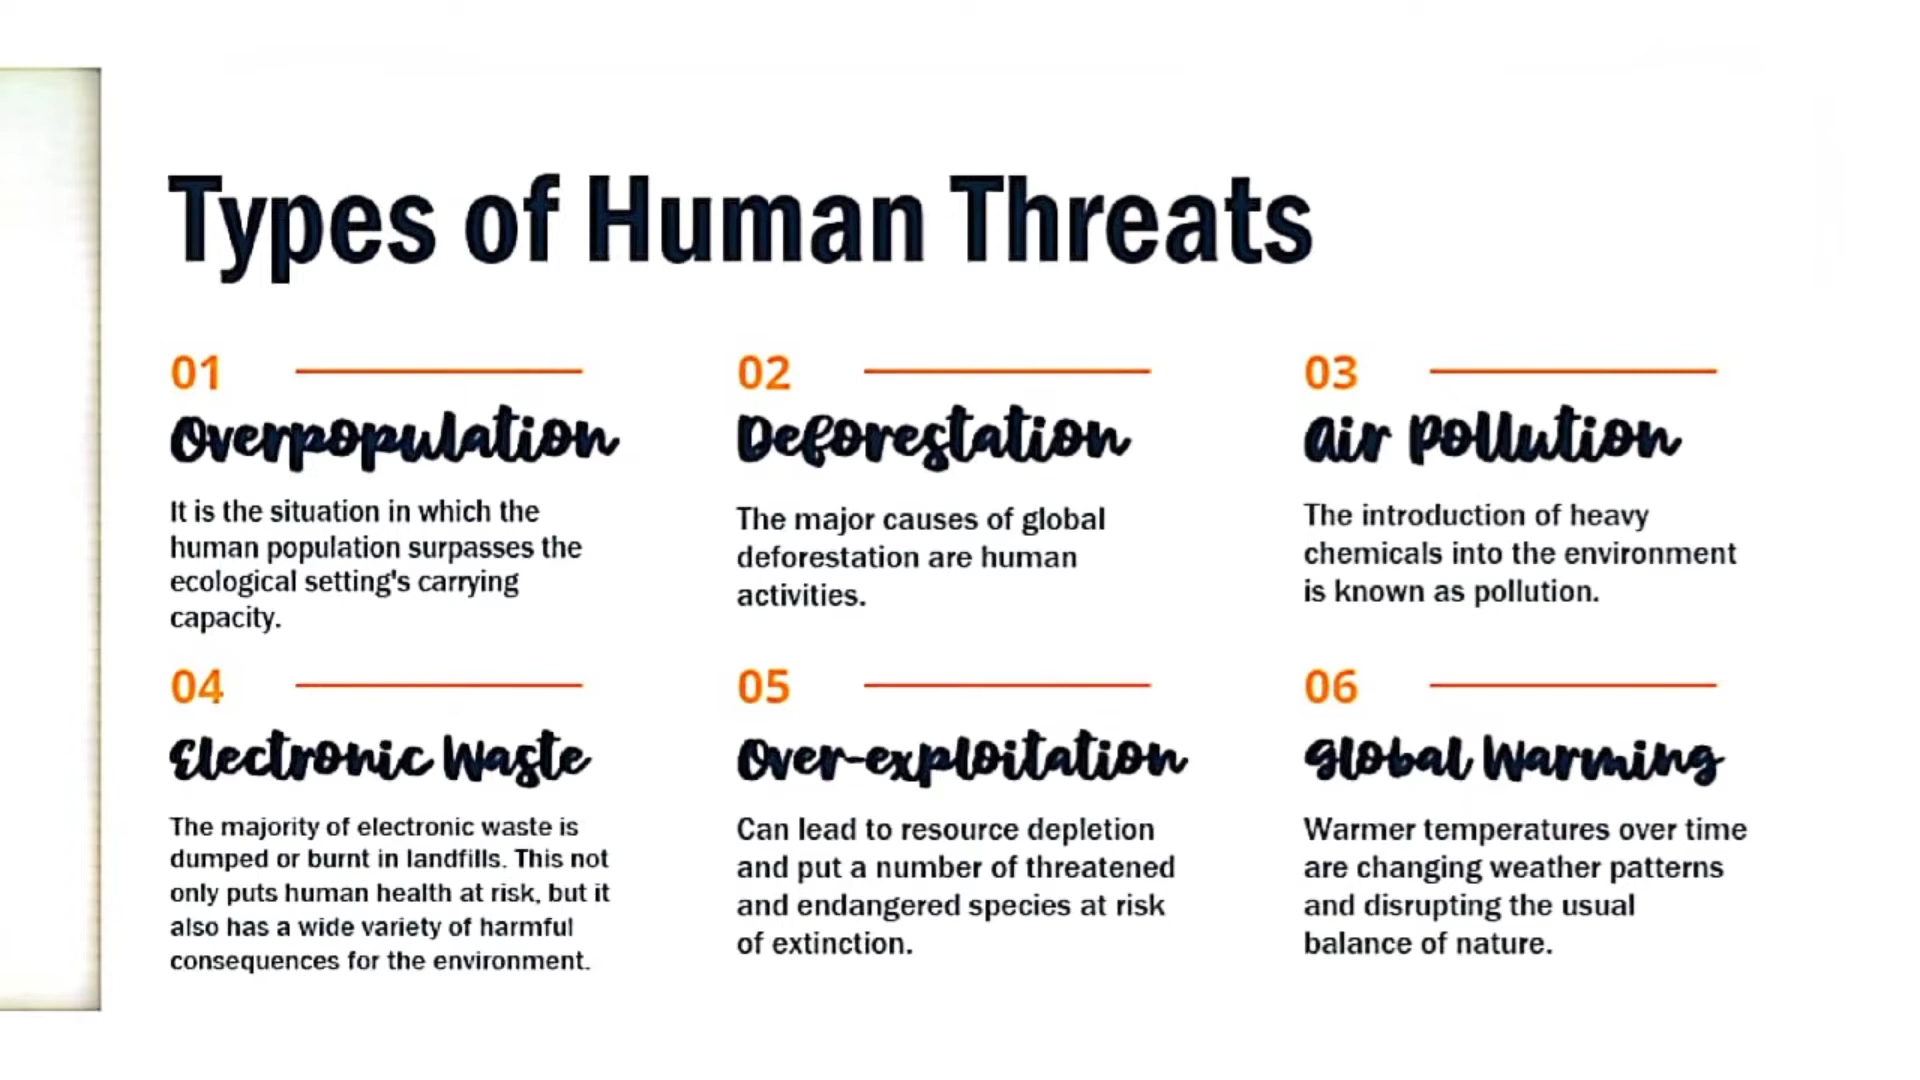 Types of Human Threats
01
Overpopulation
It is the situation in which the
human population surpasses the
ecological setting's carrying
capacity.
02
Deforestation
The major causes of global
deforestation are human
activities.
03
Air Pollution
The introduction of heavy
chemicals into the environment
is known as pollution.
04
Electronic Waste
The majority of electronic waste is
dumped or burnt in landfills. This not
only puts human health at risk, but it
also has a wide variety of harmful
consequences for the environment.
05
Over-exploitation
Can lead to resource depletion
and put a number of threatened
and endangered species at risk
of extinction.
06
Global Warming
Warmer temperatures over time
are changing weather patterns
and disrupting the usual
balance of nature.